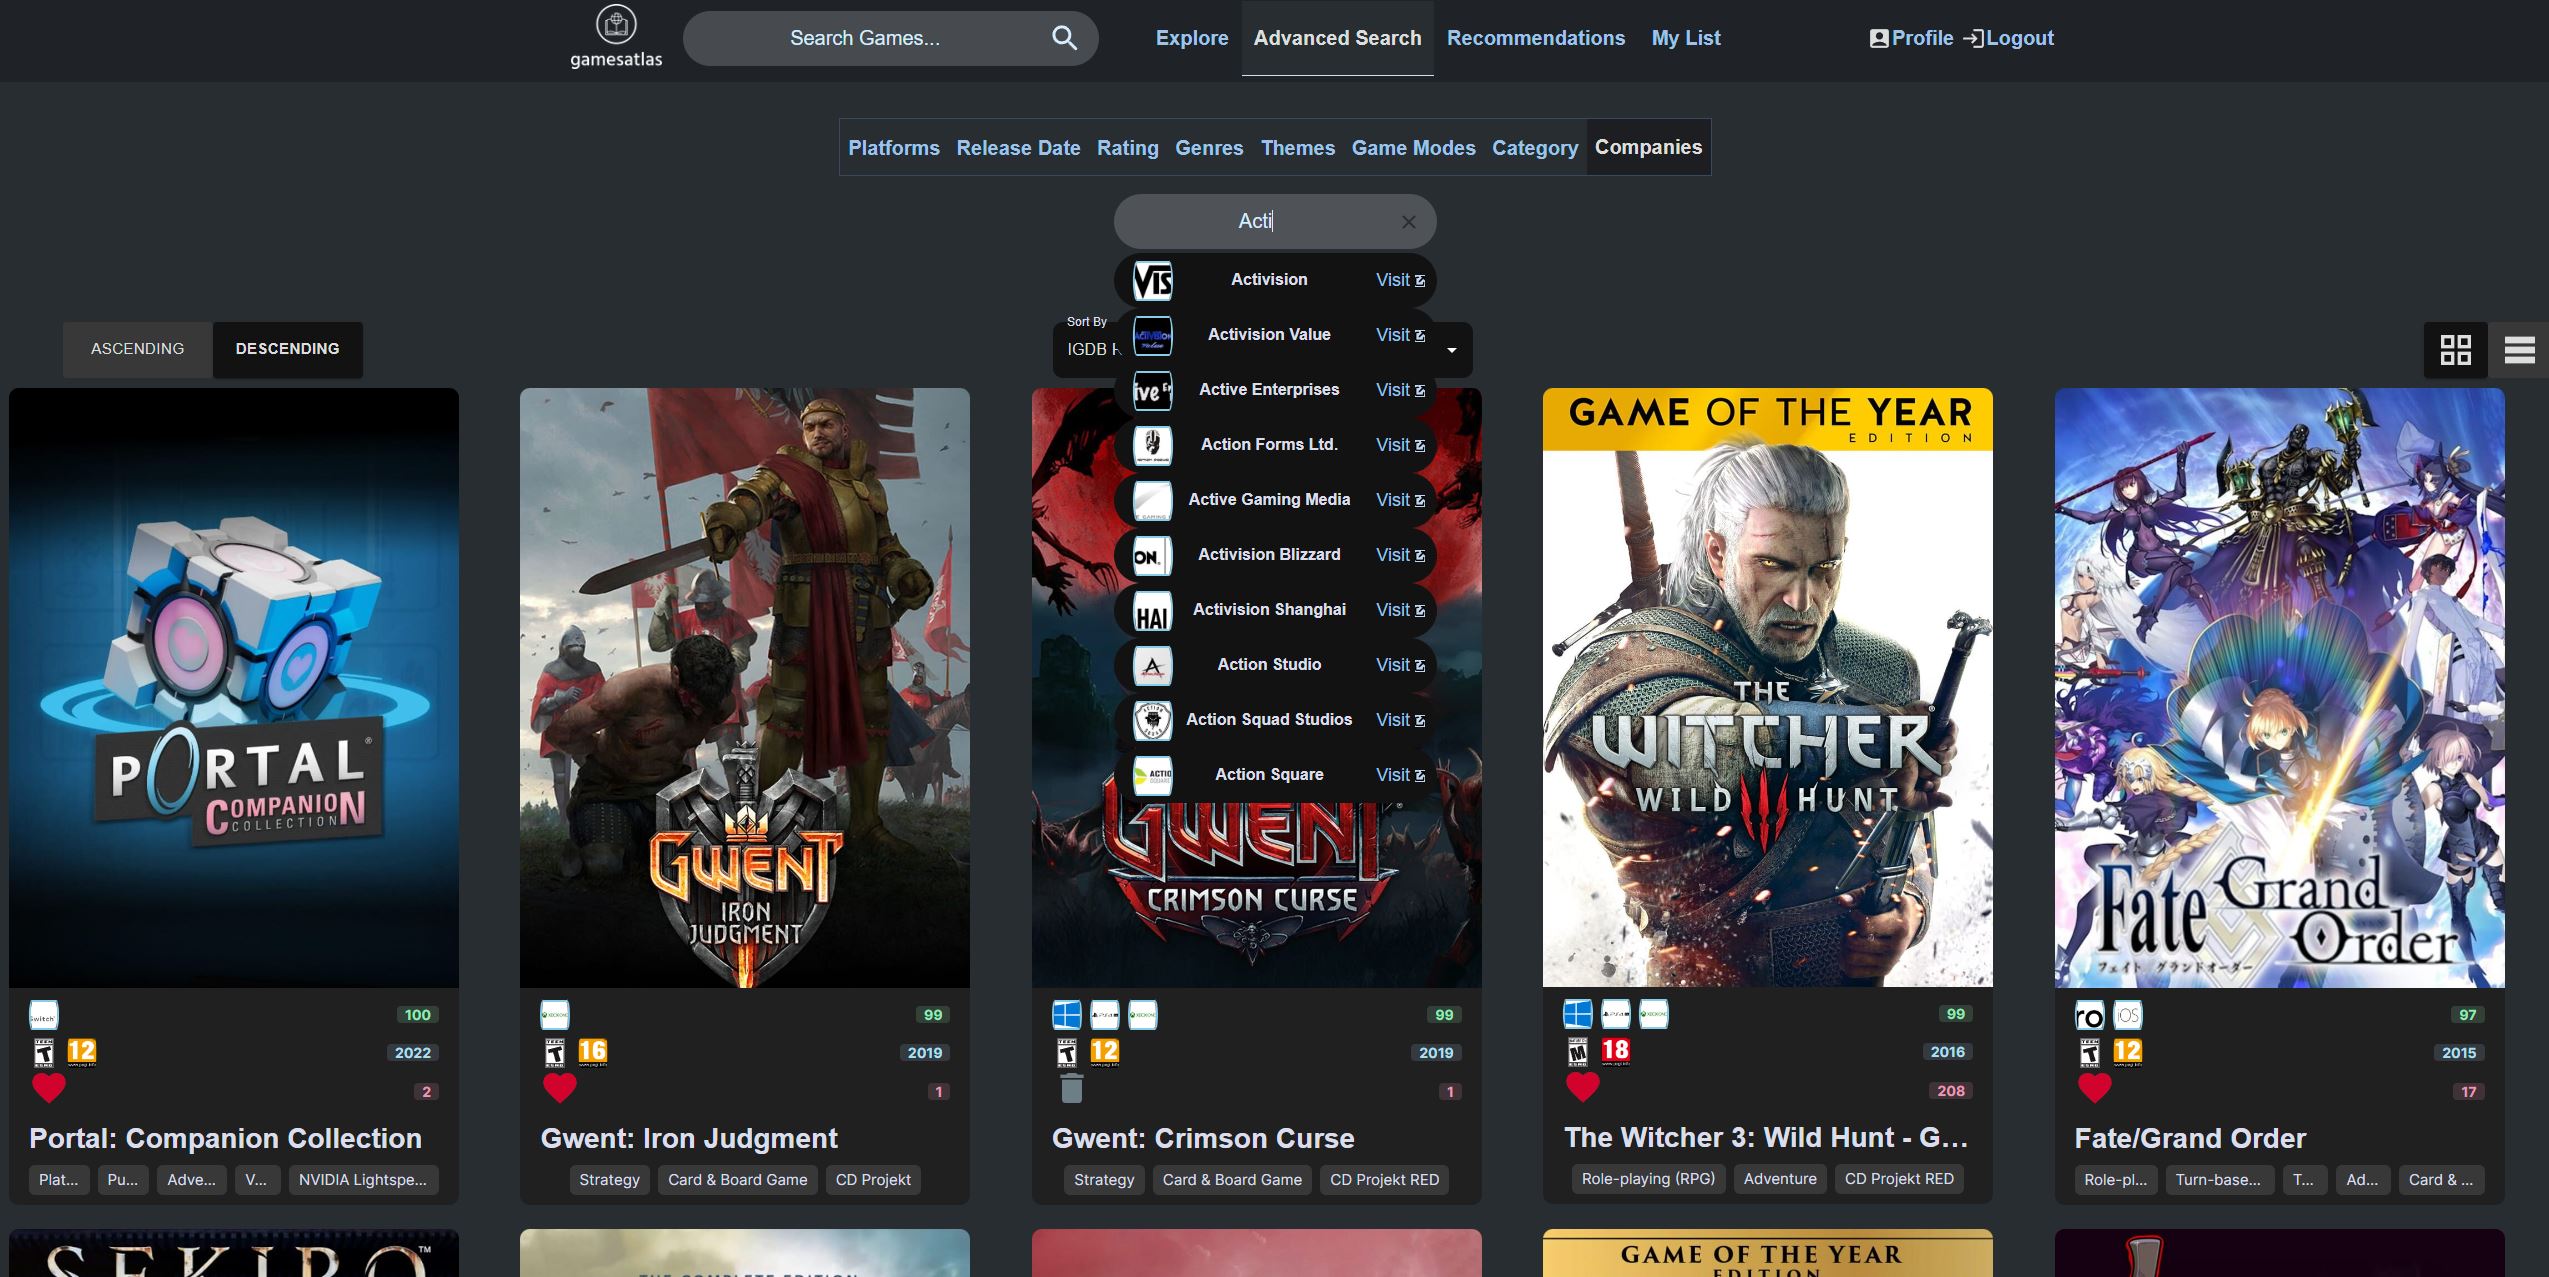 gamesatlas
Search Games...
Explore
Advanced Search
Recommendations
My List
Profile
Logout
Platforms
Release Date
Rating
Genres
Themes
Game Modes
Category
Companies
Acti
Activision
Visit
Activision Value
Visit
Active Enterprises
Visit
Action Forms Ltd.
Visit
Active Gaming Media
Visit
ON.
Activision Blizzard
Visit
HAI
Activision Shanghai
Visit
Action Studio
Visit
Action Squad Studios
Visit
Action Square
Visit
ASCENDING
DESCENDING
Sort By
IGDB
PORTAL
COMPANION
COLLECTION
100
12
2022
2
Portal: Companion Collection
Plat...
Pu...
Adve...
V...
NVIDIA Lightspe...
GWENT
IRON
JUDGMENT
99
16
2019
1
Gwent: Iron Judgment
Strategy
Card & Board Game
CD Projekt
GWENT
CRIMSON CURSE
99
12
2019
1
Gwent: Crimson Curse
Strategy
Card & Board Game
CD Projekt RED
GAME OF THE YEAR
EDITION
THE
WITCHER
WILD HUNT
99
18
2016
208
The Witcher 3: Wild Hunt - G...
Role-playing (RPG)
Adventure
CD Projekt RED
Fate
Grand
Order
フェイト/グランドオーダー
97
12
2015
17
Fate/Grand Order
Role-pl...
Turn-base...
T...
Ad...
Card & ...
SEKIRO™
THE COMPLETE EDITION
GAME OF THE YEAR
EDITION